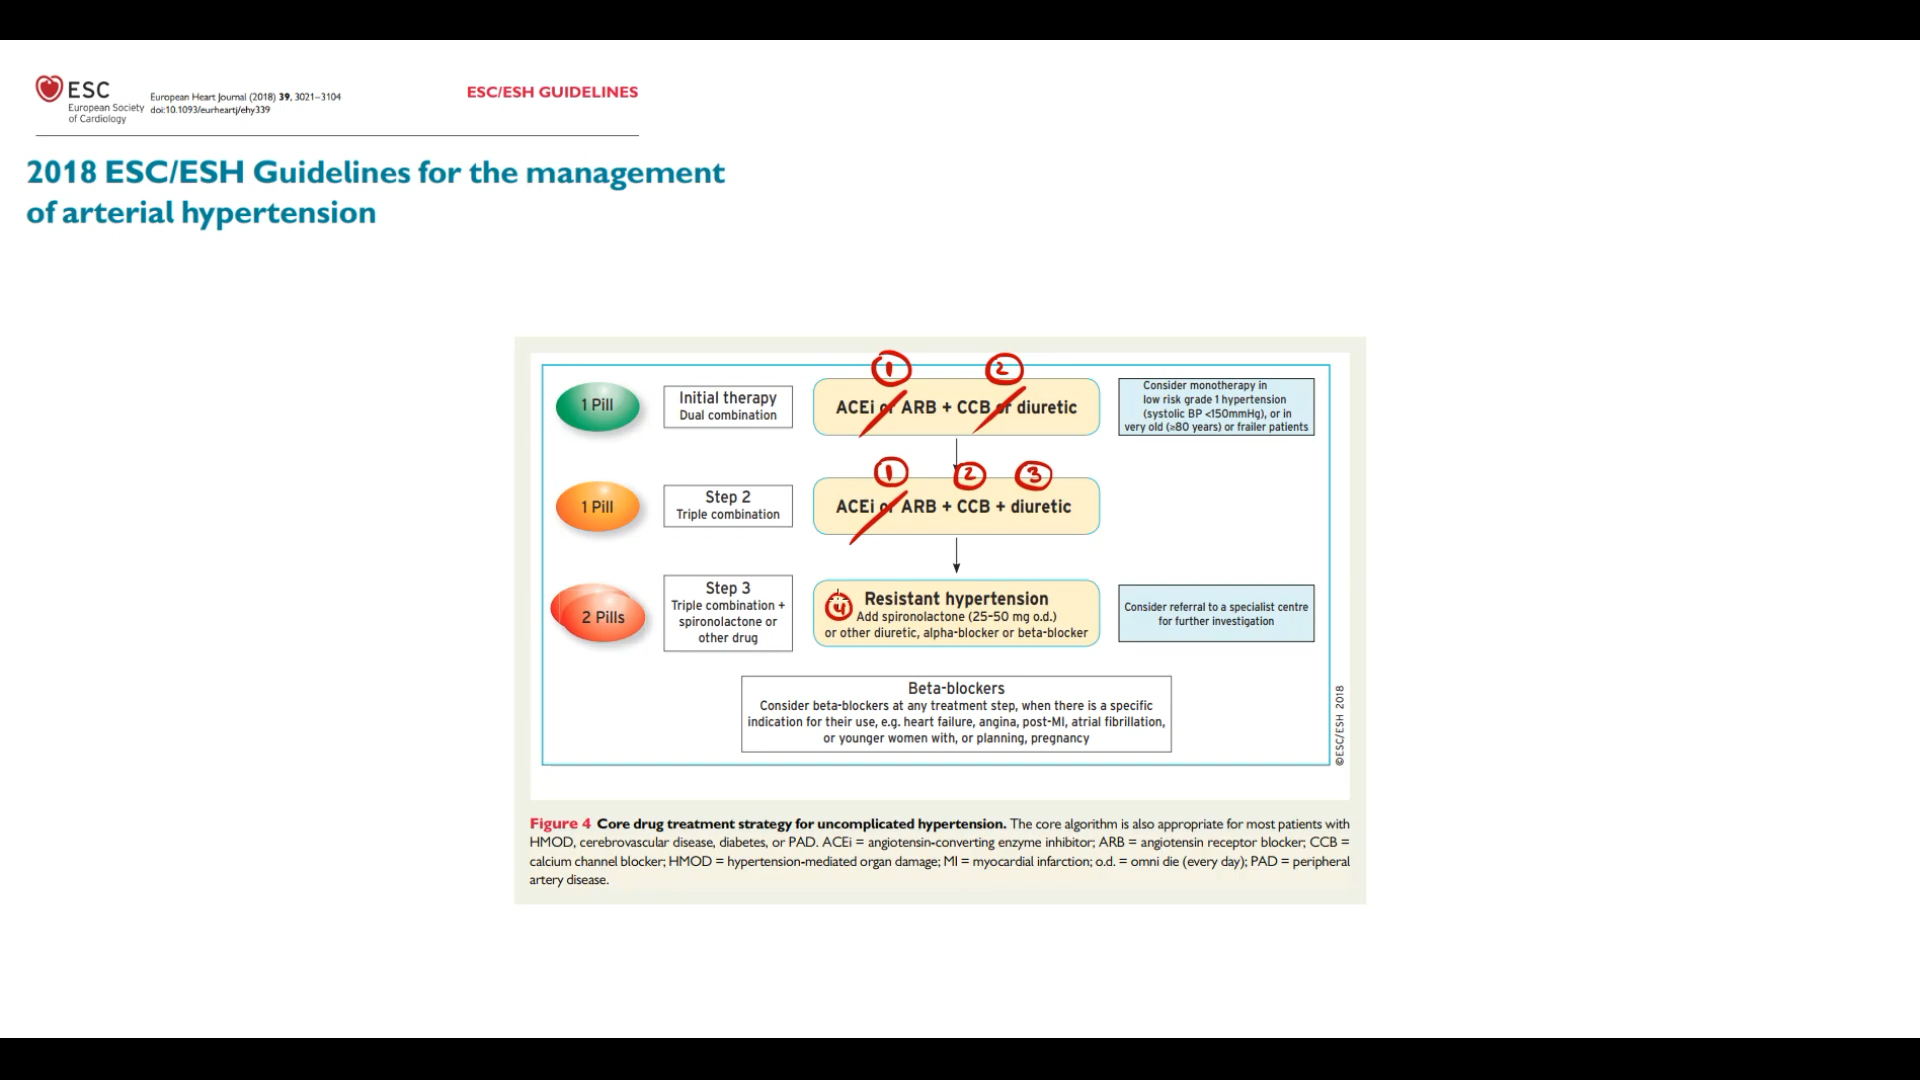 ESC
European Society
of Cardiology
European Heart Journal (2018) 39, 3021–3104
doi:10.1093/eurheartj/ehy339
ESC/ESH GUIDELINES
2018 ESC/ESH Guidelines for the management
of arterial hypertension
1 2
1 Pill
Initial therapy
Dual combination
ACEi or ARB + CCB or diuretic
Consider monotherapy in
low risk grade 1 hypertension
(systolic BP <150mmHg), or in
very old (≥80 years) or frailer patients
1 2 3
1 Pill
Step 2
Triple combination
ACEi or ARB + CCB + diuretic
2 Pills
Step 3
Triple combination +
spironolactone or
other drug
4
Resistant hypertension
Add spironolactone (25–50 mg o.d.)
or other diuretic, alpha-blocker or beta-blocker
Consider referral to a specialist centre
for further investigation
Beta-blockers
Consider beta-blockers at any treatment step, when there is a specific
indication for their use, e.g. heart failure, angina, post-MI, atrial fibrillation,
or younger women with, or planning, pregnancy
©ESC/ESH 2018
Figure 4 Core drug treatment strategy for uncomplicated hypertension. The core algorithm is also appropriate for most patients with
HMOD, cerebrovascular disease, diabetes, or PAD. ACEi = angiotensin-converting enzyme inhibitor; ARB = angiotensin receptor blocker; CCB =
calcium channel blocker; HMOD = hypertension-mediated organ damage; MI = myocardial infarction; o.d. = omni die (every day); PAD = peripheral
artery disease.